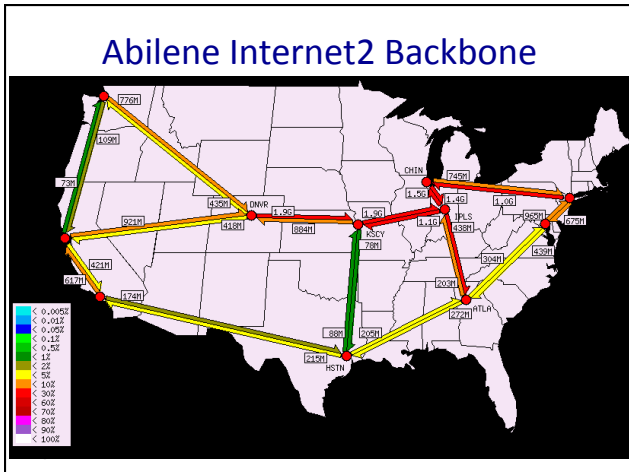 Abilene Internet2 Backbone
776M
109M
73M
CHIN
745M
1.5G
1.4G
1.0G
DNVR
435M
1.9G
1.9G
IPLS
965M
675M
921M
418M
884M
KSCY
1.1G
438M
78M
439M
421M
304M
617M
174M
203M
ATLA
88M
205M
272M
215M
HSTN
< 0.005%
< 0.01%
< 0.05%
< 0.1%
< 0.5%
< 1%
< 2%
< 5%
< 10%
< 30%
< 60%
< 70%
< 80%
< 90%
< 100%